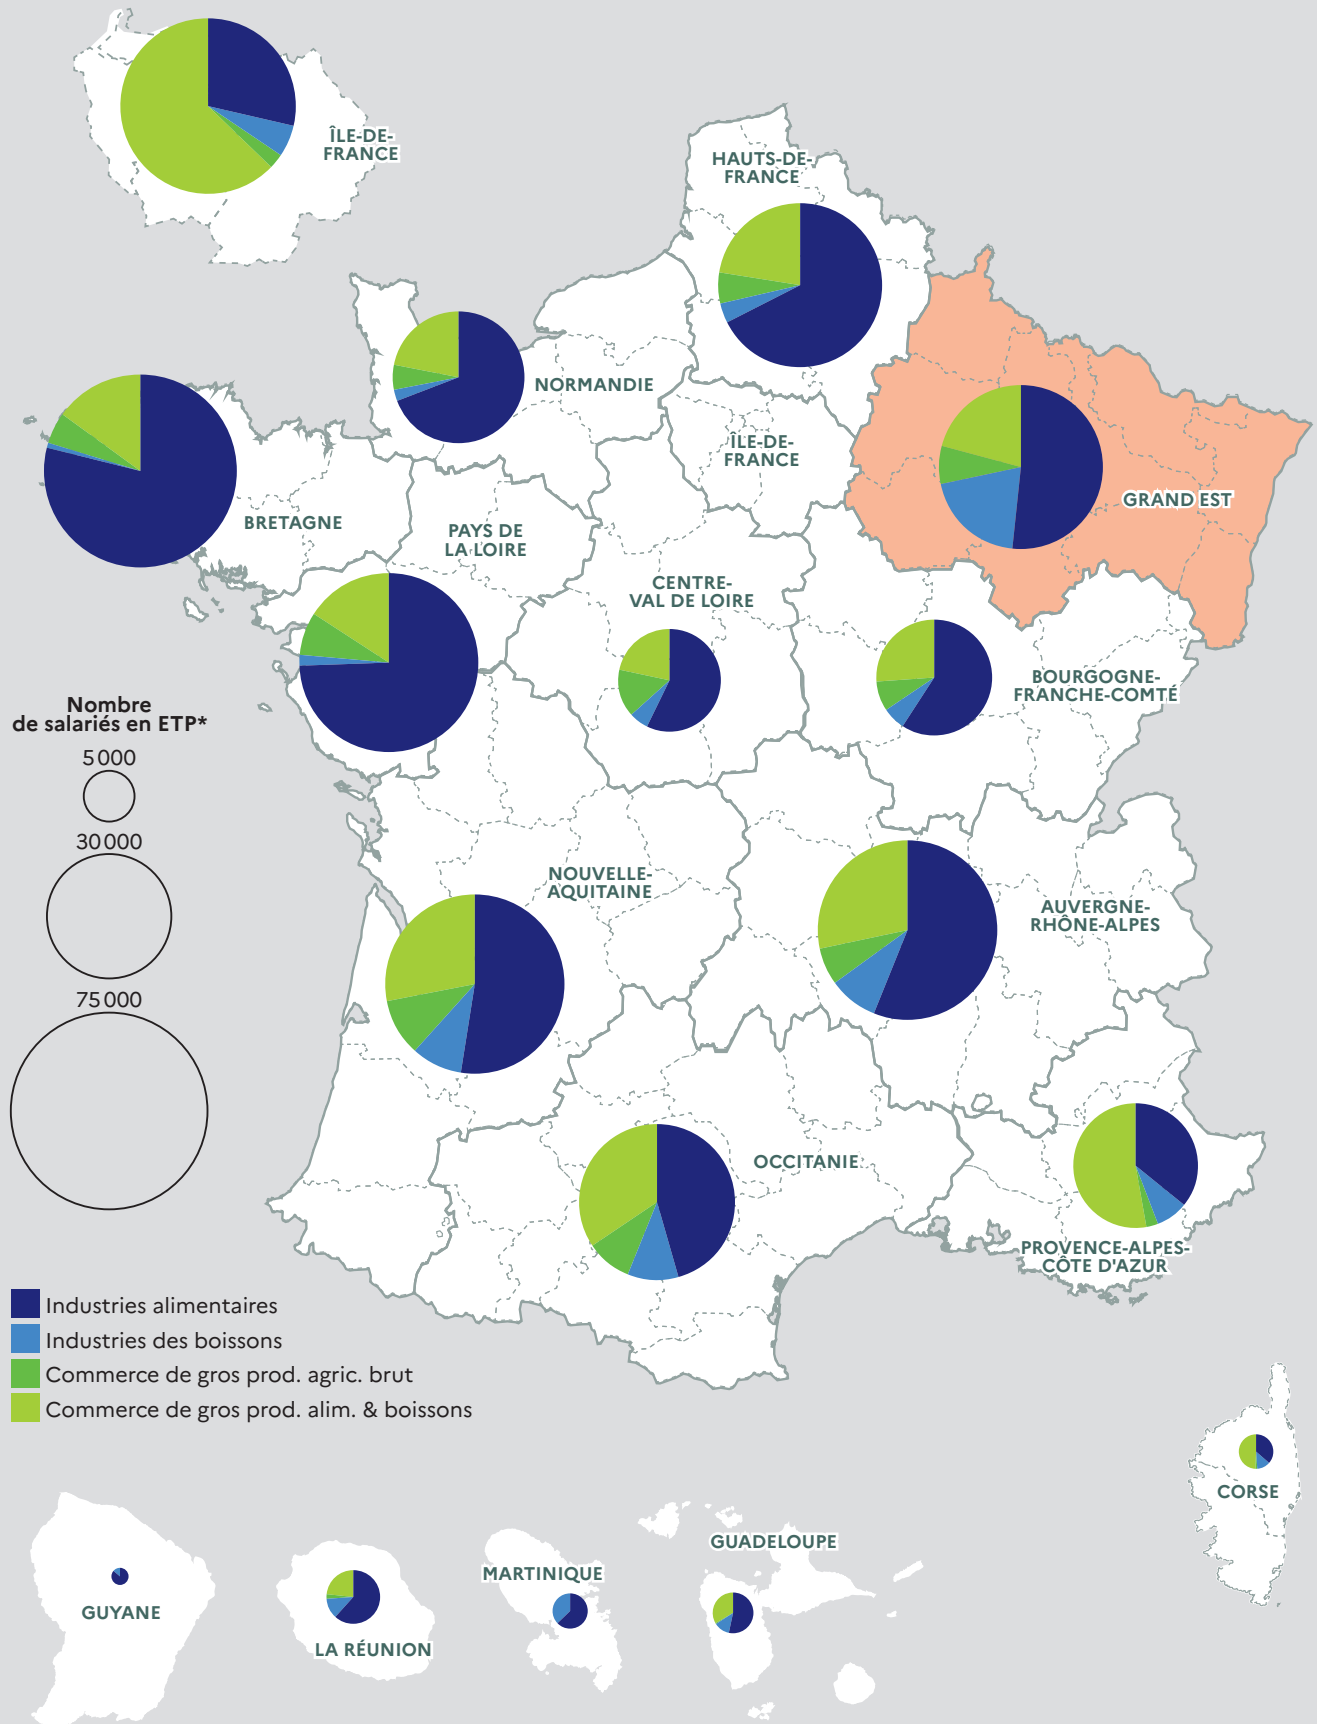 ÎLE-DE-
FRANCE
HAUTS-DE-
FRANCE
NORMANDIE
ÎLE-DE-
FRANCE
GRAND EST
BRETAGNE
PAYS DE
LA LOIRE
CENTRE-
VAL DE LOIRE
BOURGOGNE-
FRANCHE-COMTÉ
Nombre
de salariés en ETP*
5 000
30 000
75 000
NOUVELLE-
AQUITAINE
AUVERGNE-
RHÔNE-ALPES
OCCITANIE
PROVENCE-ALPES-
CÔTE D'AZUR
Industries alimentaires
Industries des boissons
Commerce de gros prod. agric. brut
Commerce de gros prod. alim. & boissons
CORSE
GUADELOUPE
MARTINIQUE
GUYANE
LA RÉUNION